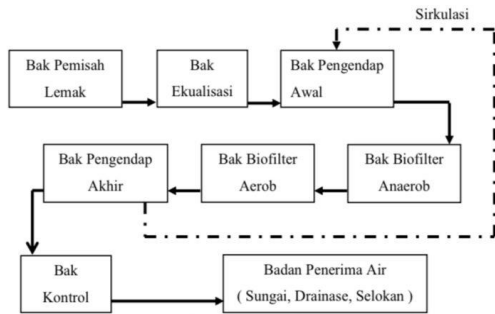 Sirkulasi
Bak Pemisah
Lemak
Bak
Ekualisasi
Bak Pengendap
Awal
Bak Pengendap
Akhir
Bak Biofilter
Aerob
Bak Biofilter
Anaerob
Bak
Kontrol
Badan Penerima Air
( Sungai, Drainase, Selokan )